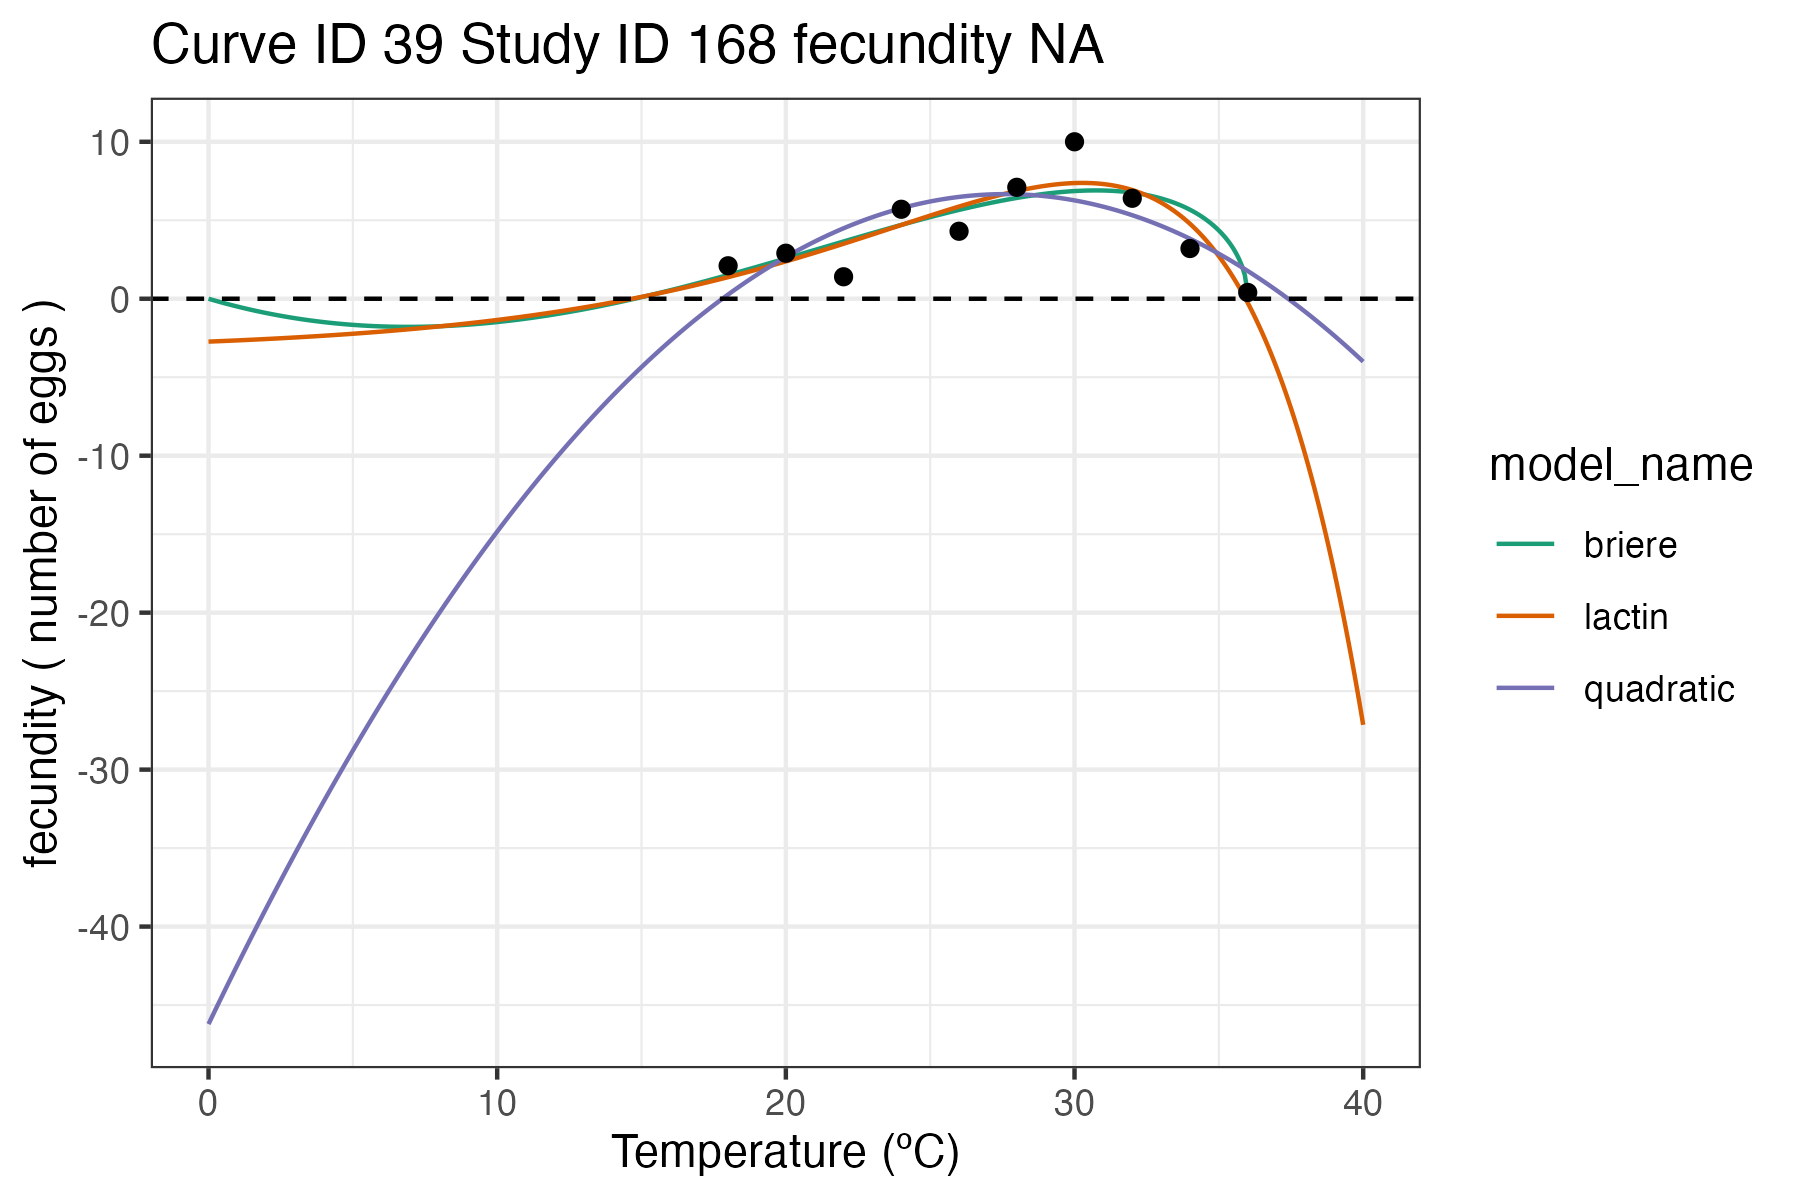 Curve ID 39 Study ID 168 fecundity NA
fecundity ( number of eggs )
10
0
-10
-20
-30
-40
0 10 20 30 40
Temperature (ºC)
model_name
briere
lactin
quadratic